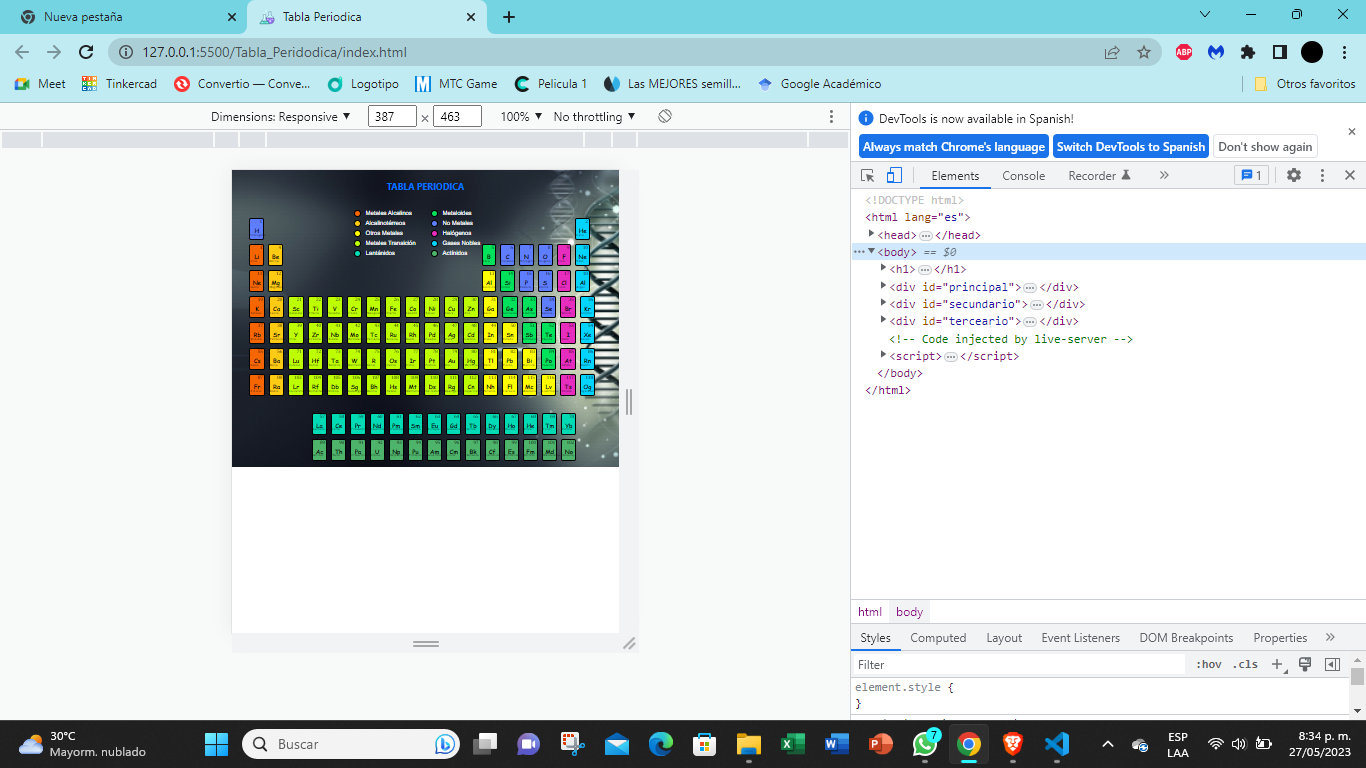 Nueva pestaña
Tabla Periodica
127.0.0.1:5500/Tabla_Peridodica/index.html
ABP
Meet
Tinkercad
Convertio — Conve...
Logotipo
MTC Game
Pelicula 1
Las MEJORES semill...
Google Académico
Otros favoritos
Dimensions: Responsive
387 × 463
100%
No throttling
TABLA PERIODICA
Metales Alcalinos
Metaloides
Alcalinotérreos
No Metales
Otros Metales
Halógenos
Metales Transición
Gases Nobles
Lantánidos
Actínidos
H He
Li Be B C N O F Ne
Na Mg Al Si P S Cl
K Ca Sc Ti V Cr Mn Fe Co Ni Cu Zn Ga Ge As Se Br Kr
Rb Sr Y Zr Nb Mo Tc Ru Rh Pd Ag Cd In Sn Sb Te I Xe
Cs Ba Lu Hf Ta W R Os Ir Pt Au Hg Tl Pb Bi Po At Rn
Fr Ra Lr Rf Db Sg Bh Hs Mt Ds Rg Cn Nh Fl Mc Lv Ts Og
La Ce Pr Nd Pm Sm Eu Gd Tb Dy Ho Tm Yb
Ac Th Pa U Np Pu Am Cm Bk Cf Es Fm Md No
DevTools is now available in Spanish!
Always match Chrome's language
Switch DevTools to Spanish
Don't show again
Elements
Console
Recorder
1
<!DOCTYPE html>
<html lang="es">
<head> ⋯ </head>
<body> == $0
<h1> ⋯ </h1>
<div id="principal"> ⋯ </div>
<div id="secundario"> ⋯ </div>
<div id="terceario"> ⋯ </div>
<!-- Code injected by live-server -->
<script> ⋯ </script>
</body>
</html>
html body
Styles
Computed
Layout
Event Listeners
DOM Breakpoints
Properties
Filter
:hov .cls
element.style {
}
30°C
Mayorm. nublado
Buscar
7
ESP
LAA
8:34 p. m.
27/05/2023